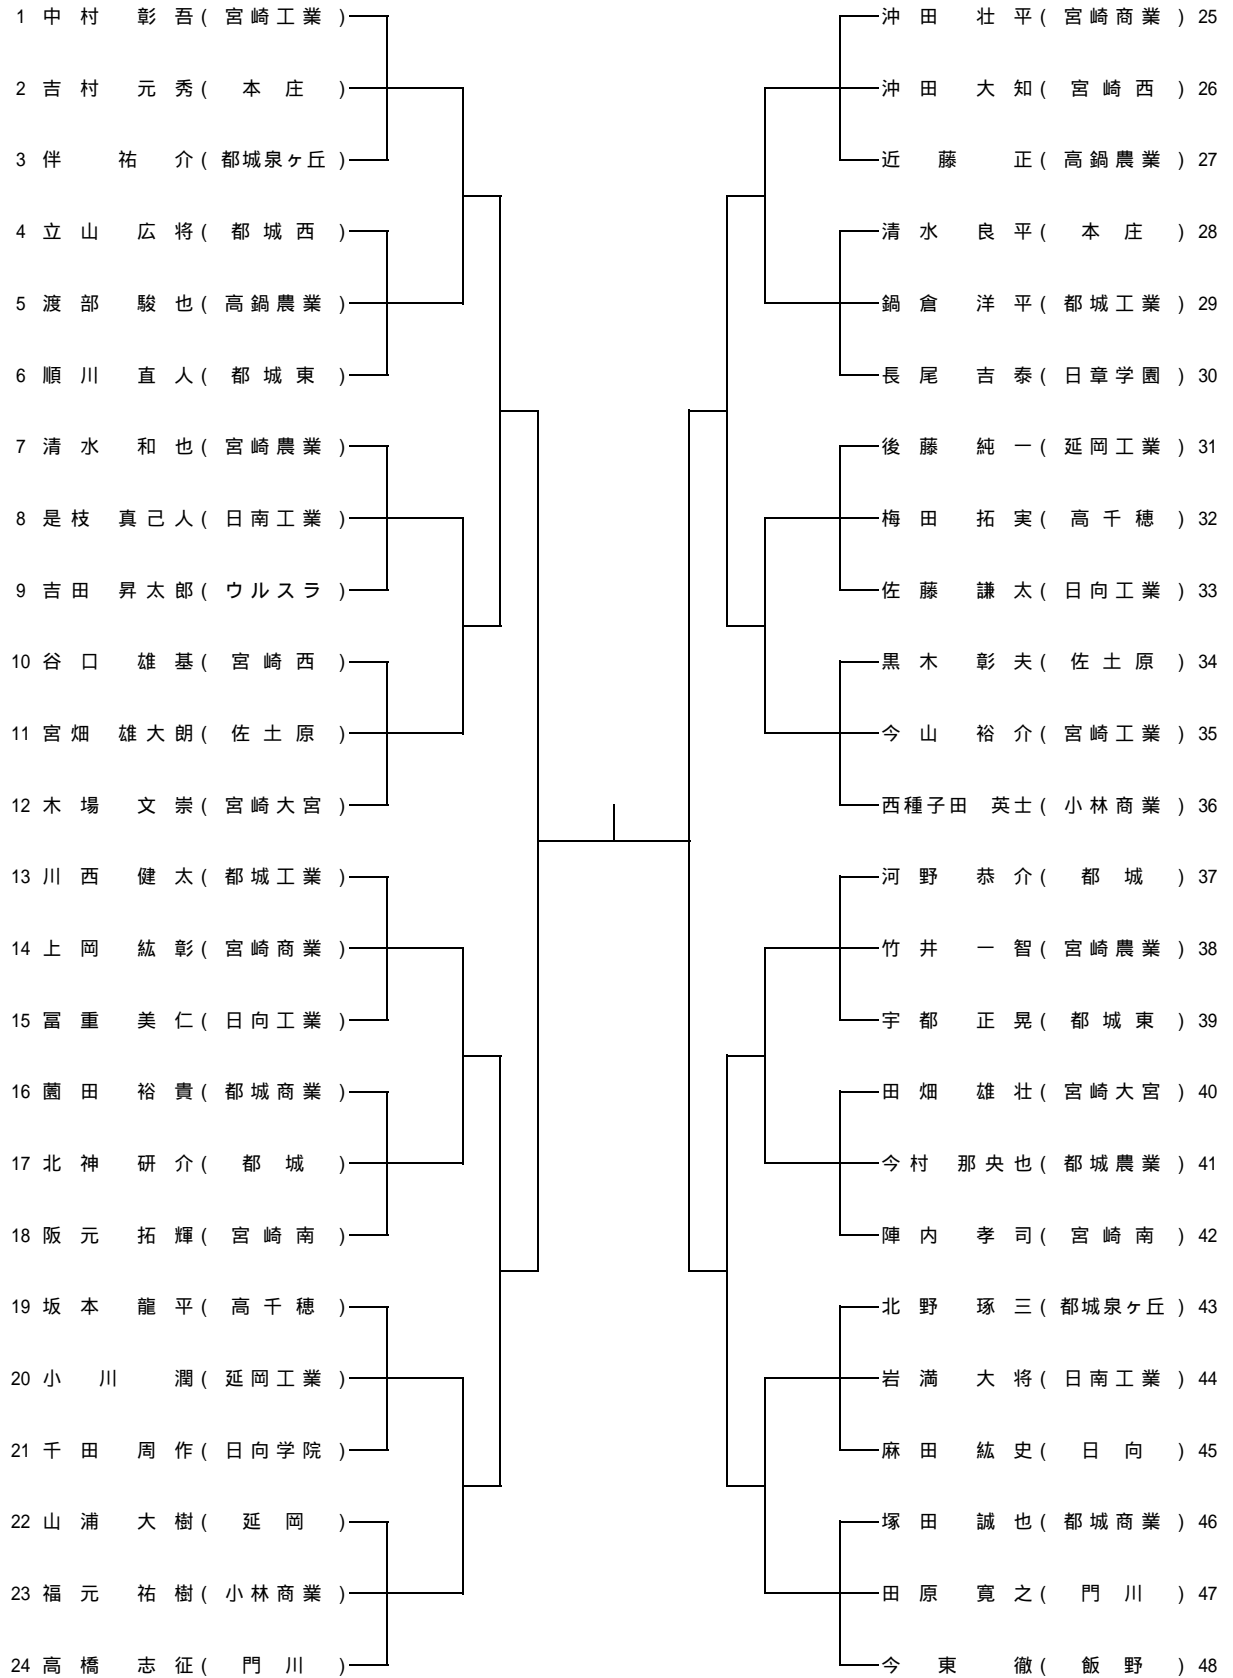 1 中村 彰吾(宮崎工業)
2 吉村 元秀(本庄)
3 伴 祐介(都城泉ヶ丘)
4 立山 広将(都城西)
5 渡部 駿也(高鍋農業)
6 順川 直人(都城東)
7 清水 和也(宮崎農業)
8 是枝 真己人(日南工業)
9 吉田 昇太郎(ウルスラ)
10 谷口 雄基(宮崎西)
11 宮畑 雄大朗(佐土原)
12 木場 文崇(宮崎大宮)
13 川西 健太(都城工業)
14 上岡 紘彰(宮崎商業)
15 冨重 美仁(日向工業)
16 薗田 裕貴(都城商業)
17 北神 研介(都城)
18 阪元 拓輝(宮崎南)
19 坂本 龍平(高千穂)
20 小川 潤(延岡工業)
21 千田 周作(日向学院)
22 山浦 大樹(延岡)
23 福元 祐樹(小林商業)
24 高橋 志征(門川)
沖田 壮平(宮崎商業) 25
沖田 大知(宮崎西) 26
近藤 正(高鍋農業) 27
清水 良平(本庄) 28
鍋倉 洋平(都城工業) 29
長尾 吉泰(日章学園) 30
後藤 純一(延岡工業) 31
梅田 拓実(高千穂) 32
佐藤 謙太(日向工業) 33
黒木 彰夫(佐土原) 34
今山 裕介(宮崎工業) 35
西種子田 英士(小林商業) 36
河野 恭介(都城) 37
竹井 一智(宮崎農業) 38
宇都 正晃(都城東) 39
田畑 雄壮(宮崎大宮) 40
今村 那央也(都城農業) 41
陣内 孝司(宮崎南) 42
北野 琢三(都城泉ヶ丘) 43
岩満 大将(日南工業) 44
麻田 紘史(日向) 45
塚田 誠也(都城商業) 46
田原 寛之(門川) 47
今東 徹(飯野) 48